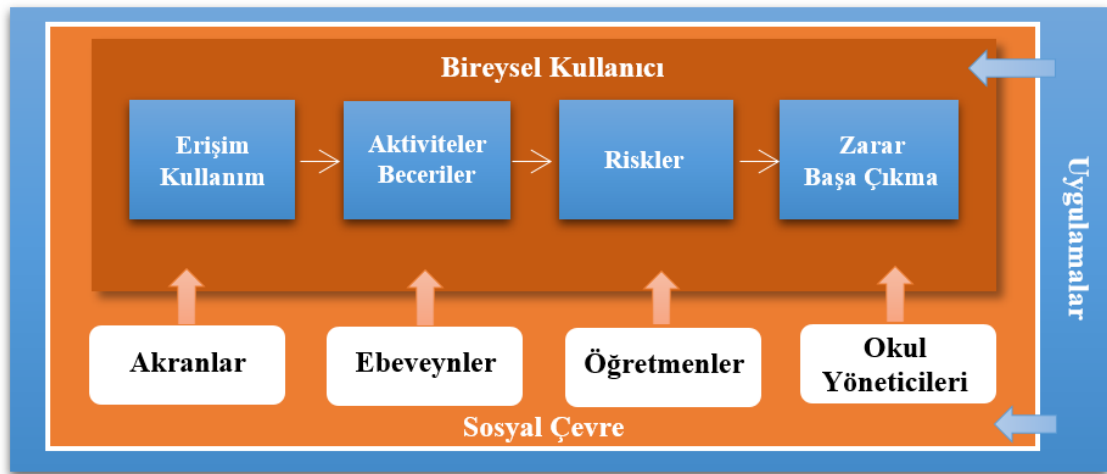 Bireysel Kullanıcı
Erişim
Kullanım
Aktiviteler
Beceriler
Riskler
Zarar
Başa Çıkma
Uygulamalar
Akranlar
Ebeveynler
Öğretmenler
Okul
Yöneticileri
Sosyal Çevre